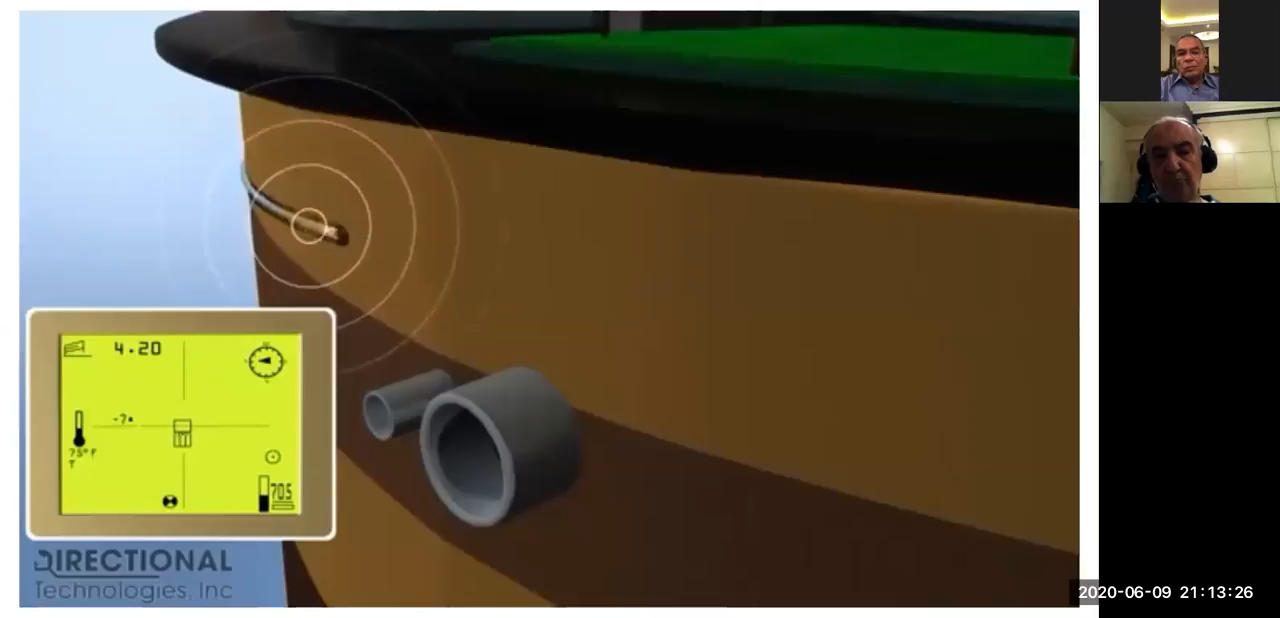 4.20
-7•
75° F
T
705
DIRECTIONAL
Technologies, Inc
2020-06-09 21:13:26